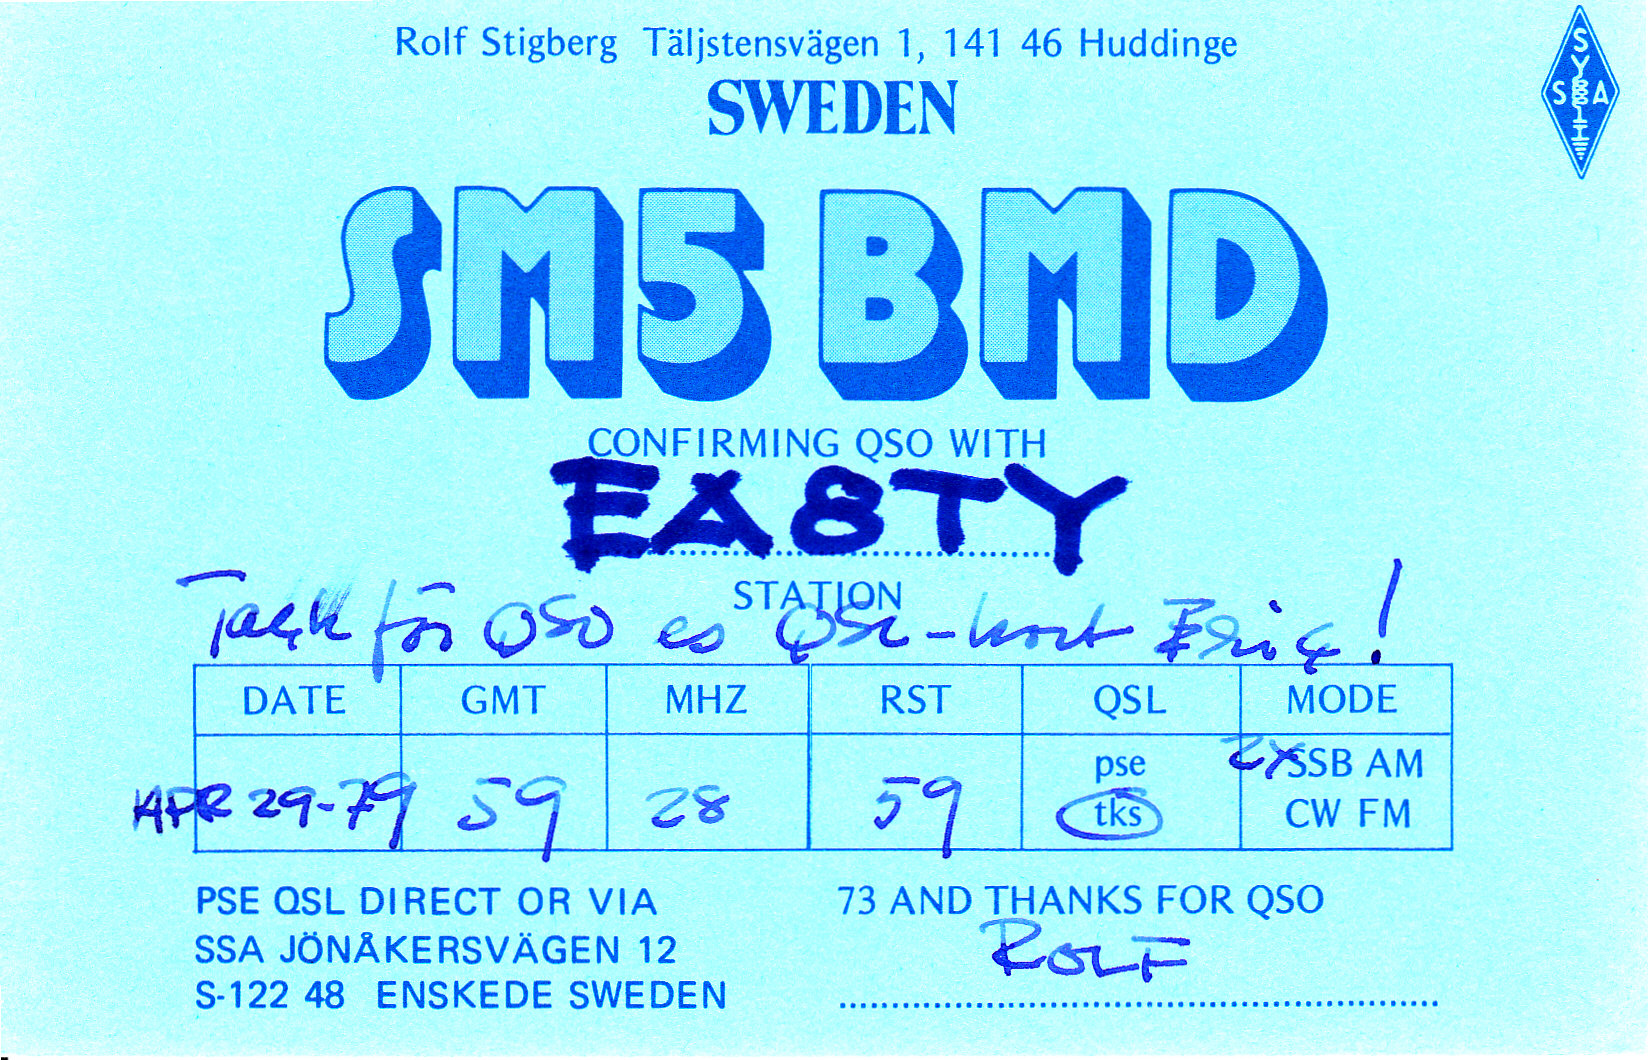 Rolf Stigberg Täljstensvägen 1, 141 46 Huddinge
SWEDEN
SYGII
SSA
SM5 BMD
CONFIRMING QSO WITH
EA8TY
STATION
Tack för QSO es QSL-kort Eric!
DATE GMT MHZ RST QSL MODE
APR 29-79 59 28 59 pse 2X SSB AM
tks CW FM
PSE QSL DIRECT OR VIA
SSA JÖNÅKERSVÄGEN 12
S-122 48 ENSKEDE SWEDEN
73 AND THANKS FOR QSO
ROLF